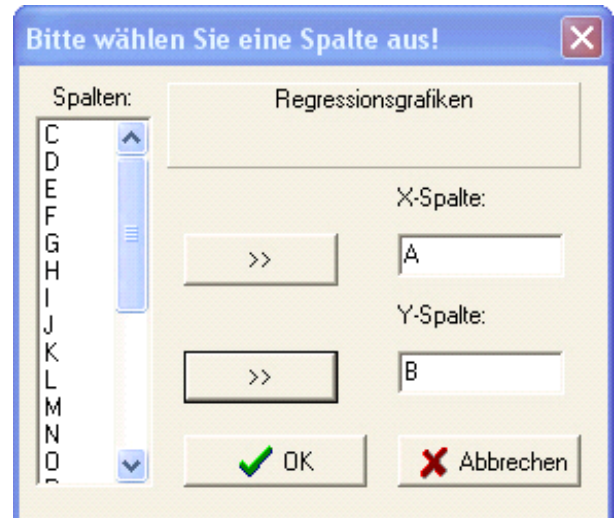 Bitte wählen Sie eine Spalte aus!
Spalten:
Regressionsgrafiken
C
D
E
F
G
H
I
J
K
L
M
N
O
X-Spalte:
>>
A
Y-Spalte:
>>
B
OK
Abbrechen